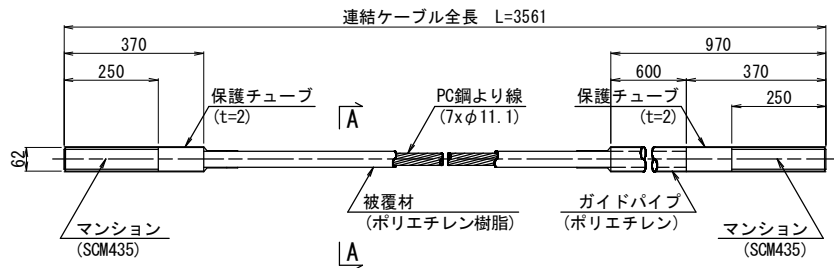 連結ケーブル全長 L=3561
370
970
250
600
370
保護チューブ
(t=2)
A
PC鋼より線
(7xφ11.1)
保護チューブ
(t=2)
250
62
マンション
(SCM435)
被覆材
(ポリエチレン樹脂)
ガイドパイプ
(ポリエチレン)
マンション
(SCM435)
A